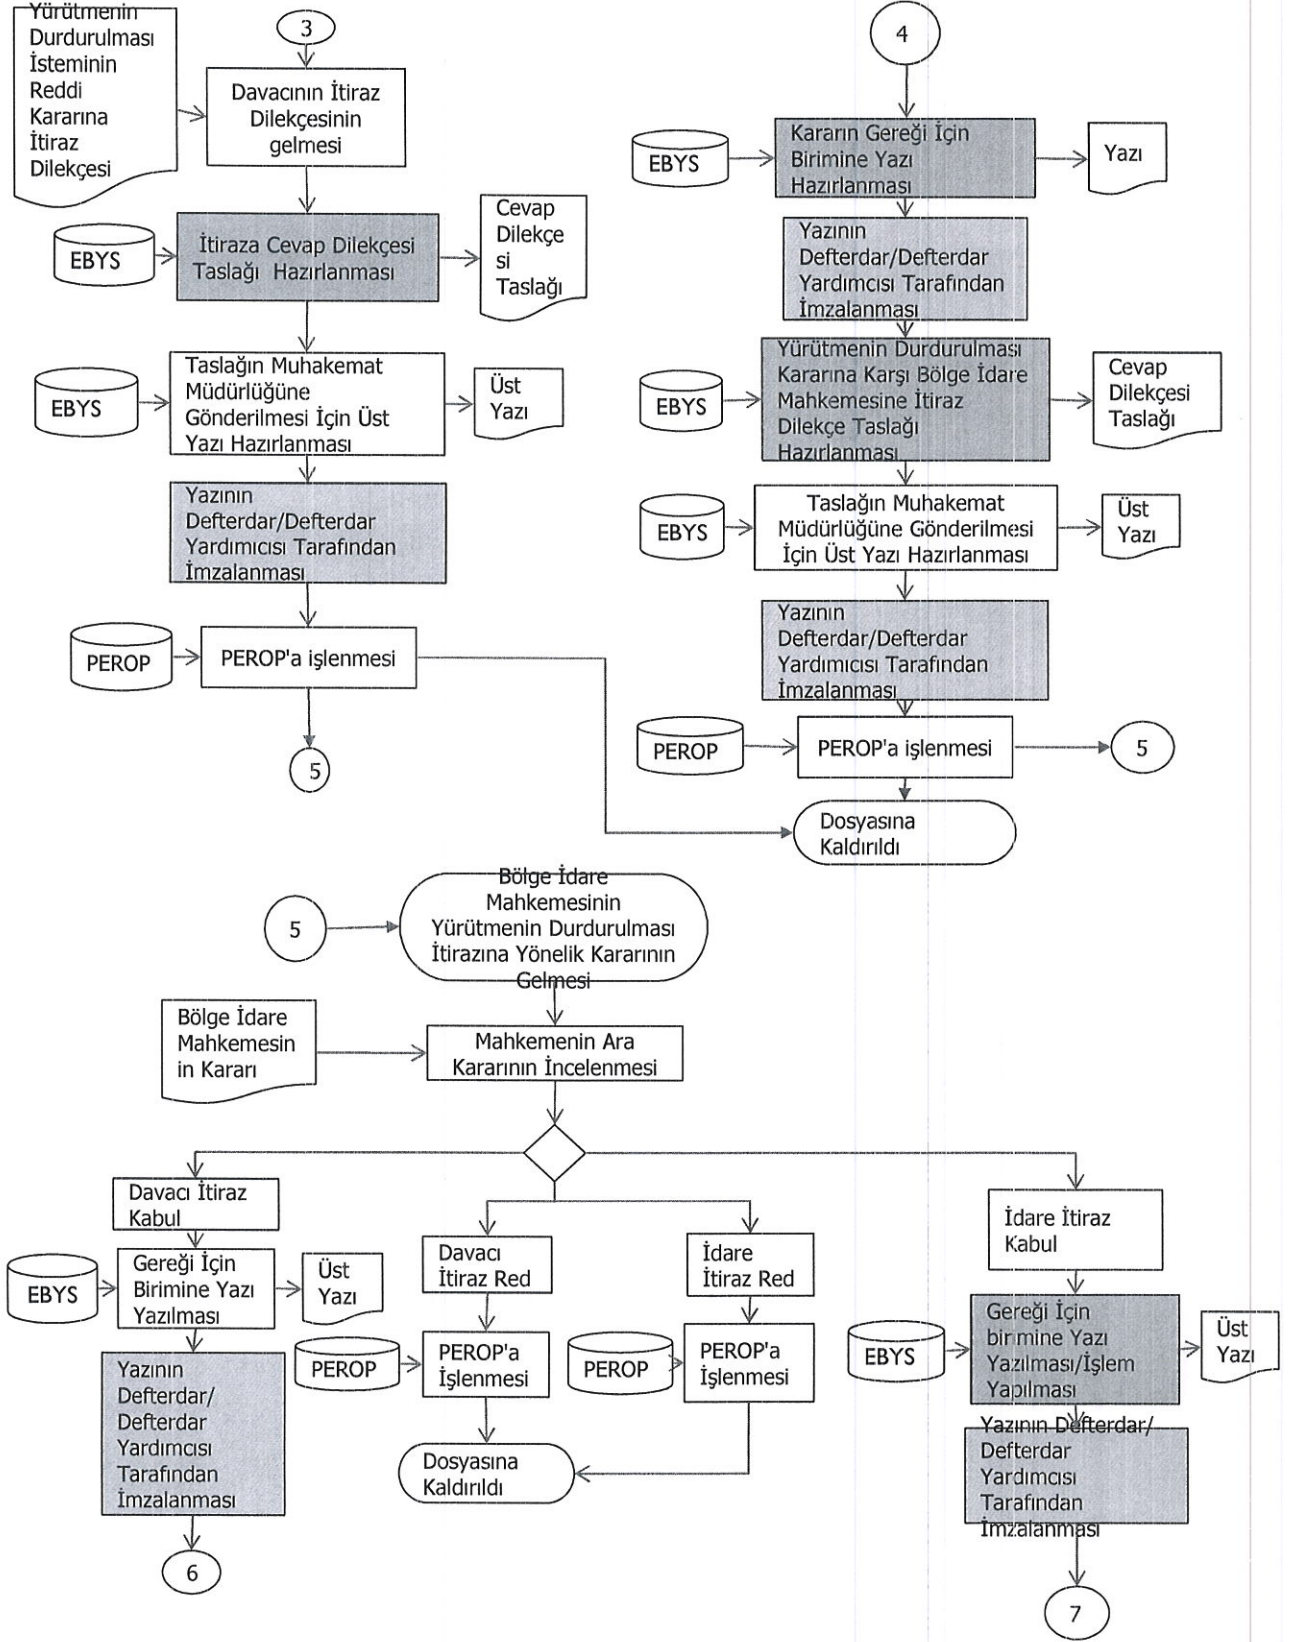 Yürütmenin
Durdurulması
İsteminin
Reddi
Kararına
İtiraz
Dilekçesi
3
Davacının İtiraz
Dilekçesinin
gelmesi
EBYS
İtiraza Cevap Dilekçesi
Taslağı Hazırlanması
Cevap
Dilekçe
si
Taslağı
EBYS
Taslağın Muhakemat
Müdürlüğüne
Gönderilmesi İçin Üst
Yazı Hazırlanması
Üst
Yazı
Yazının
Defterdar/Defterdar
Yardımıcısı Tarafından
İmzalanması
PEROP
PEROP'a işlenmesi
5
4
EBYS
Kararın Gereği İçin
Birimine Yazı
Hazırlanması
Yazı
Yazının
Defterdar/Defterdar
Yardımcısı Tarafından
İmzalanması
EBYS
Yürütmenin Durdurulması
Kararına Karşı Bölge İdare
Mahkemesine İtiraz
Dilekçe Taslağı
Hazırlanması
Cevap
Dilekçesi
Taslağı
EBYS
Taslağın Muhakemat
Müdürlüğüne Gönderilmesi
İçin Üst Yazı Hazırlanması
Üst
Yazı
Yazının
Defterdar/Defterdar
Yardımıcısı Tarafından
İmzalanması
PEROP
PEROP'a işlenmesi
5
Dosyasına
Kaldırıldı
5
Bölge İdare
Mahkemesinin
Yürütmenin Durdurulması
İtirazına Yönelik Kararının
Gelmesi
Bölge İdare
Mahkemesin
in Kararı
Mahkemenin Ara
Kararının İncelenmesi
Davacı İtiraz
Kabul
EBYS
Gereği İçin
Birimine Yazı
Yazılması
Üst
Yazı
Yazının
Defterdar/
Defterdar
Yardımcısı
Tarafından
İmzalanması
6
Davacı
İtiraz Red
PEROP
PEROP'a
İşlenmesi
Dosyasına
Kaldırıldı
İdare
İtiraz Red
PEROP
PEROP'a
İşlenmesi
İdare İtiraz
Kabul
EBYS
Gereği İçin
birimine Yazı
Yazılması/İşlem
Yapılması
Üst
Yazı
Yazının Defterdar/
Defterdar
Yardımcısı
Tarafından
İmzalanması
7